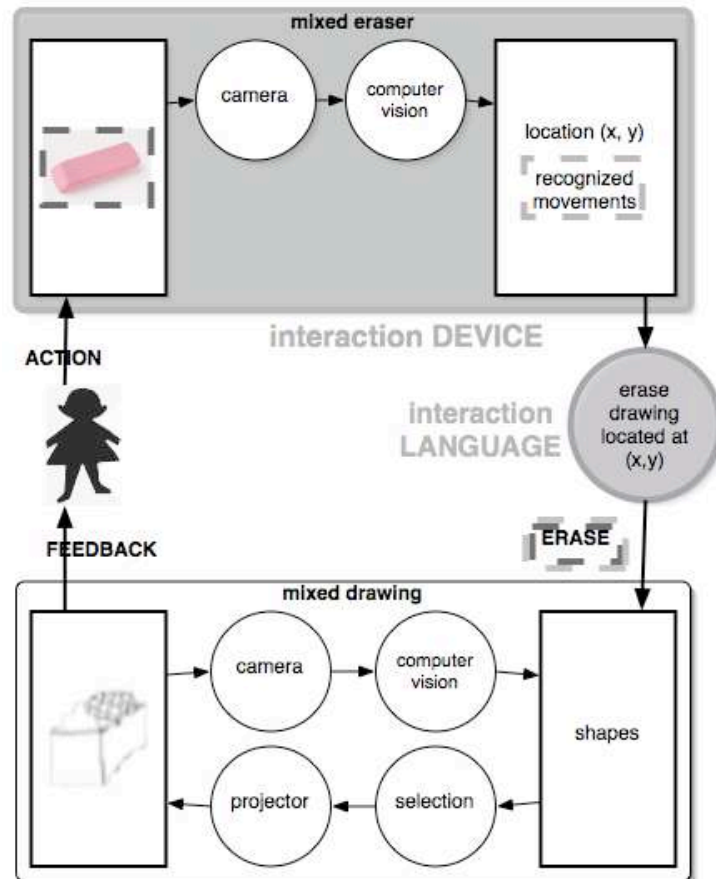 mixed eraser
camera
computer
vision
location (x, y)
recognized
movements
interaction DEVICE
ACTION
interaction
LANGUAGE
erase
drawing
located at
(x,y)
FEEDBACK
ERASE
mixed drawing
camera
computer
vision
shapes
projector
selection